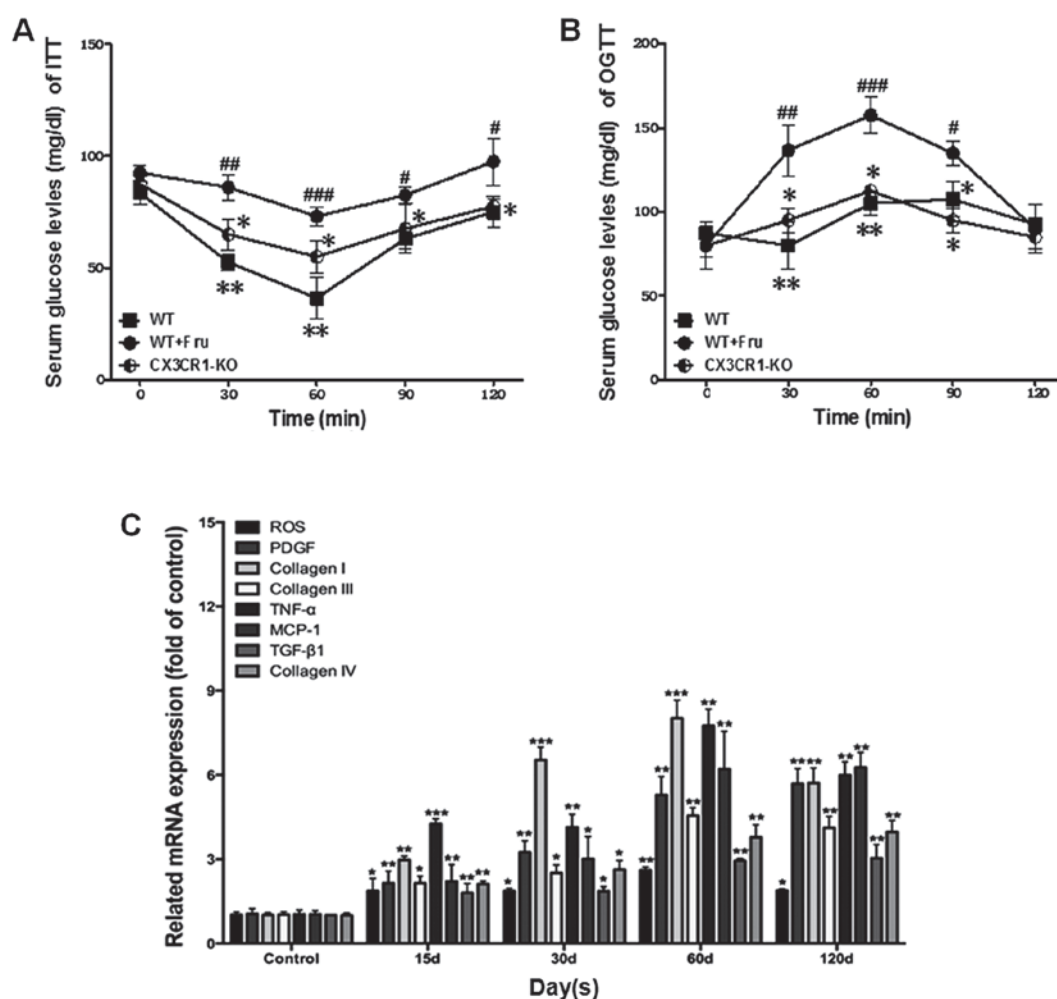 A
Serum glucose levles (mg/dl) of ITT
150
100
50
0
##
###
#
#
*
*
*
*
**
**
WT
WT+Fru
CX3CR1-KO
0 30 60 90 120
Time (min)
B
Serum glucose levles (mg/dl) of OGTT
200
150
100
50
0
##
###
#
*
*
*
**
**
*
WT
WT+Fru
CX3CR1-KO
0 30 60 90 120
Time (min)
C
Related mRNA expression (fold of control)
15
12
9
6
3
0
ROS
PDGF
Collagen I
Collagen III
TNF-α
MCP-1
TGF-β1
Collagen IV
* ** ** * *** ** ** **
* ** *** * ** * * *
** ** *** ** ** ** ** **
* ** ** ** ** ** ** **
Control 15d 30d 60d 120d
Day(s)